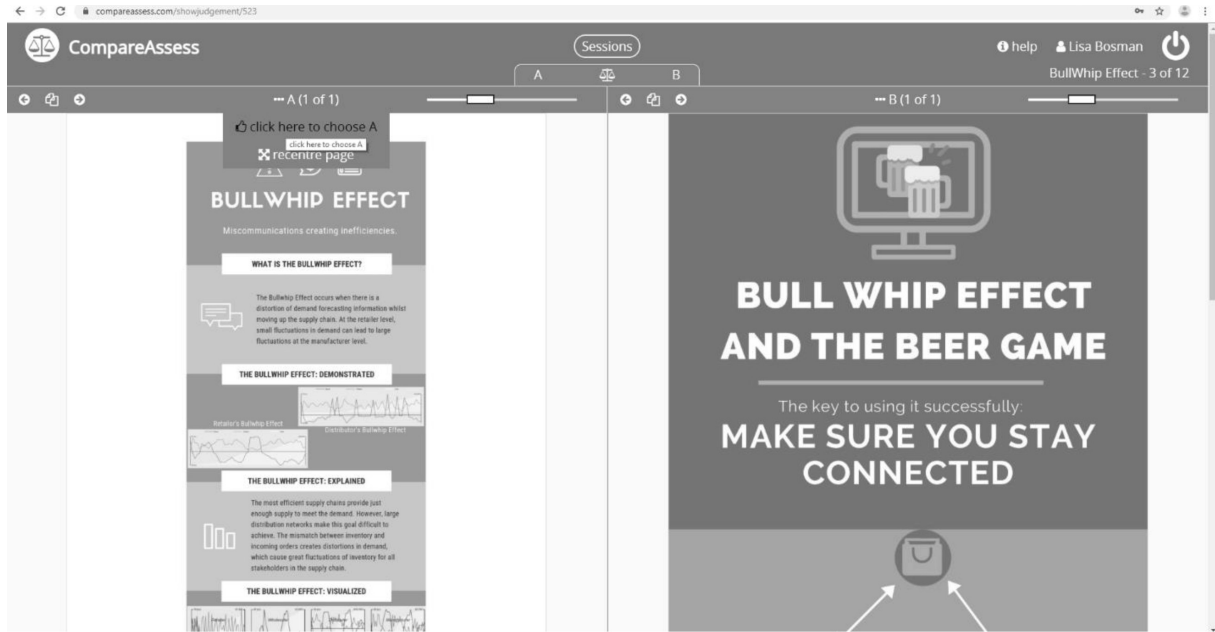 compareassess.com/showjudgement/523
CompareAssess
Sessions
help
Lisa Bosman
A
B
BullWhip Effect - 3 of 12
••• A (1 of 1)
••• B (1 of 1)
click here to choose A
click here to choose A
recentre page
BULLWHIP EFFECT
Miscommunications creating inefficiencies.
WHAT IS THE BULLWHIP EFFECT?
The Bullwhip Effect occurs when there is a
distortion of demand forecasting information whilst
moving up the supply chain. At the retailer level,
small fluctuations in demand can lead to large
fluctuations at the manufacturer level.
THE BULLWHIP EFFECT: DEMONSTRATED
Retailer's Bullwhip Effect
Distributor's Bullwhip Effect
THE BULLWHIP EFFECT: EXPLAINED
The most efficient supply chains provide just
enough supply to meet the demand. However, large
distribution networks make this goal difficult to
achieve. The mismatch between inventory and
incoming orders creates distortions in demand,
which cause great fluctuations of inventory for all
stakeholders in the supply chain.
THE BULLWHIP EFFECT: VISUALIZED
BULL WHIP EFFECT
AND THE BEER GAME
The key to using it successfully:
MAKE SURE YOU STAY
CONNECTED